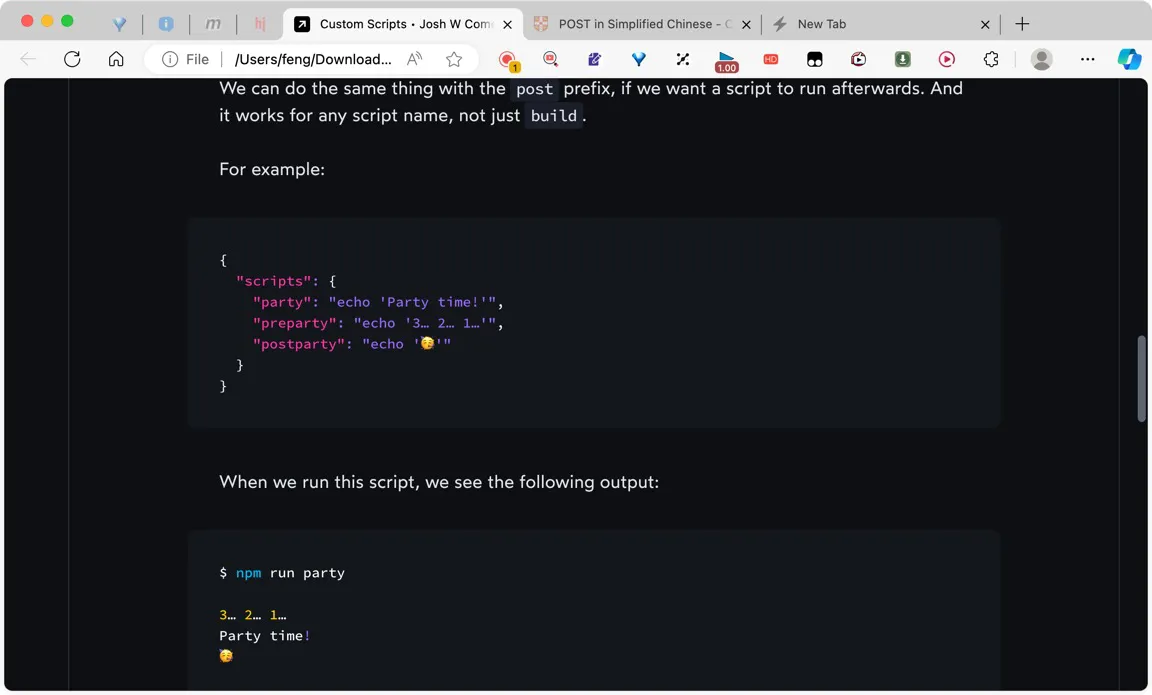 m
hj
Custom Scripts • Josh W Com
POST in Simplified Chinese - C
New Tab
File
/Users/feng/Download...
1
1.00
HD
We can do the same thing with the post prefix, if we want a script to run afterwards. And
it works for any script name, not just build.
For example:
{
"scripts": {
"party": "echo 'Party time!'",
"preparty": "echo '3… 2… 1…'",
"postparty": "echo '🥳'"
}
}
When we run this script, we see the following output:
$ npm run party
3… 2… 1…
Party time!
🥳